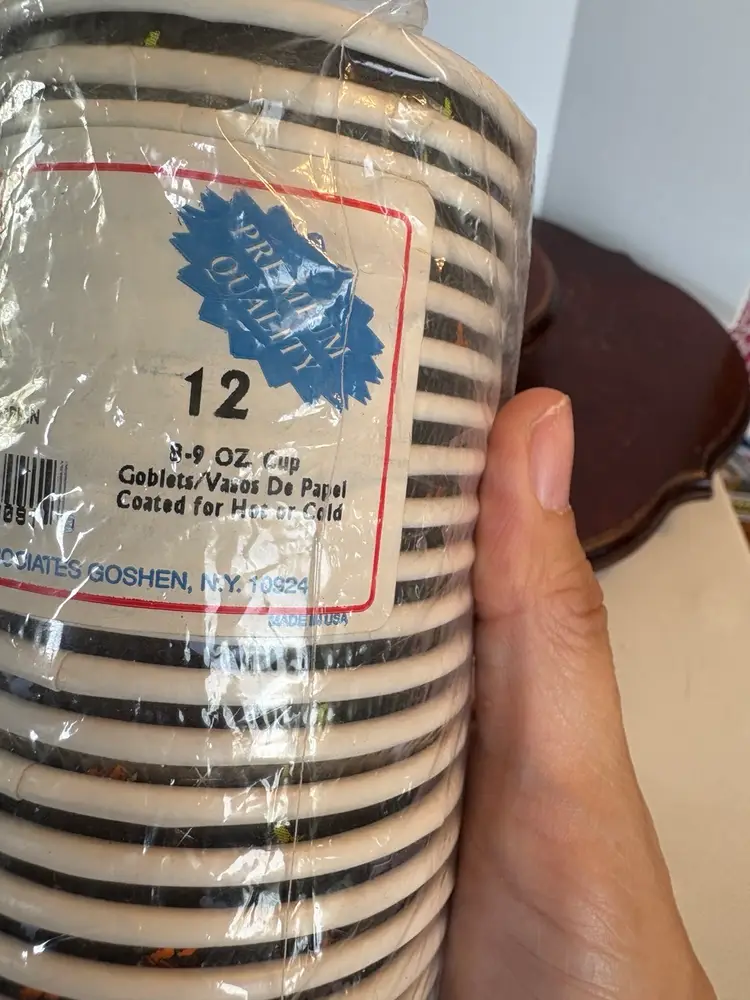 PREMIUM
QUALITY
12
8-9 OZ. Cup
Goblets/Vasos De Papel
Coated for Hot or Cold
GOSHEN, N.Y. 10924
MADE IN USA